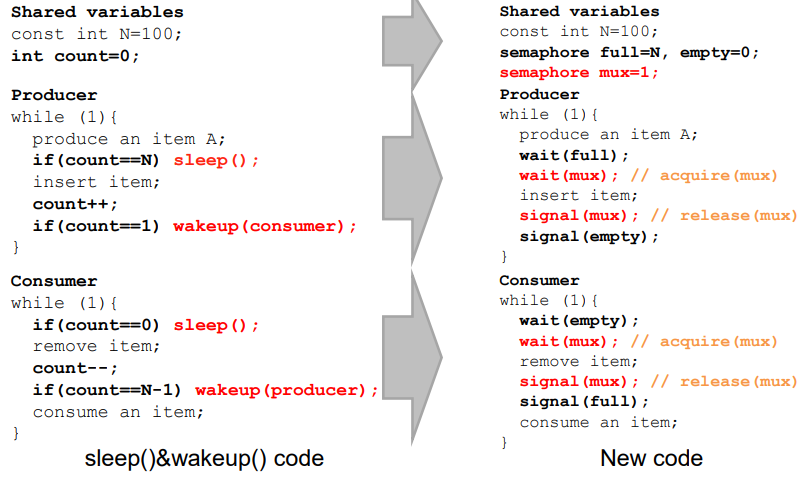 Shared variables
const int N=100;
int count=0;
Producer
while (1){
produce an item A;
if(count==N) sleep();
insert item;
count++;
if(count==1) wakeup(consumer);
}
Consumer
while (1){
if(count==0) sleep();
remove item;
count--;
if(count==N-1) wakeup(producer);
consume an item;
}
sleep()&wakeup() code
Shared variables
const int N=100;
semaphore full=N, empty=0;
semaphore mux=1;
Producer
while (1){
produce an item A;
wait(full);
wait(mux); // acquire(mux)
insert item;
signal(mux); // release(mux)
signal(empty);
}
Consumer
while (1){
wait(empty);
wait(mux); // acquire(mux)
remove item;
signal(mux); // release(mux)
signal(full);
consume an item;
}
New code